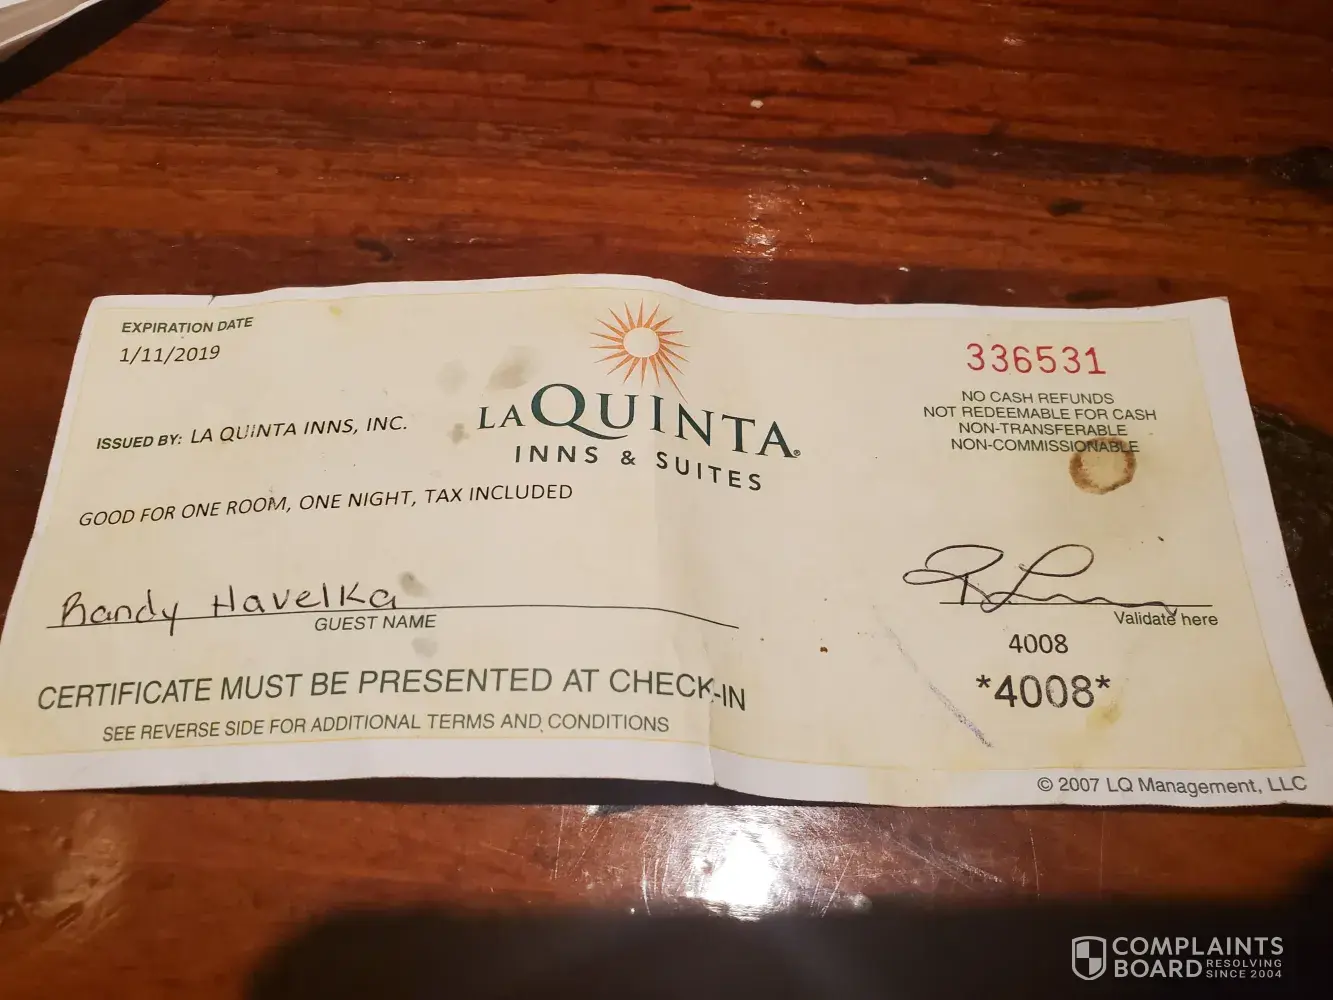 EXPIRATION DATE
1/11/2019
ISSUED BY: LA QUINTA INNS, INC.
GOOD FOR ONE ROOM, ONE NIGHT, TAX INCLUDED
LA QUINTA®
INNS & SUITES
336531
NO CASH REFUNDS
NOT REDEEMABLE FOR CASH
NON-TRANSFERABLE
NON-COMMISSIONABLE
Randy Havelka
GUEST NAME
Validate here
4008
*4008*
CERTIFICATE MUST BE PRESENTED AT CHECK-IN
SEE REVERSE SIDE FOR ADDITIONAL TERMS AND CONDITIONS
© 2007 LQ Management, LLC
COMPLAINTS
BOARD RESOLVING
SINCE 2004